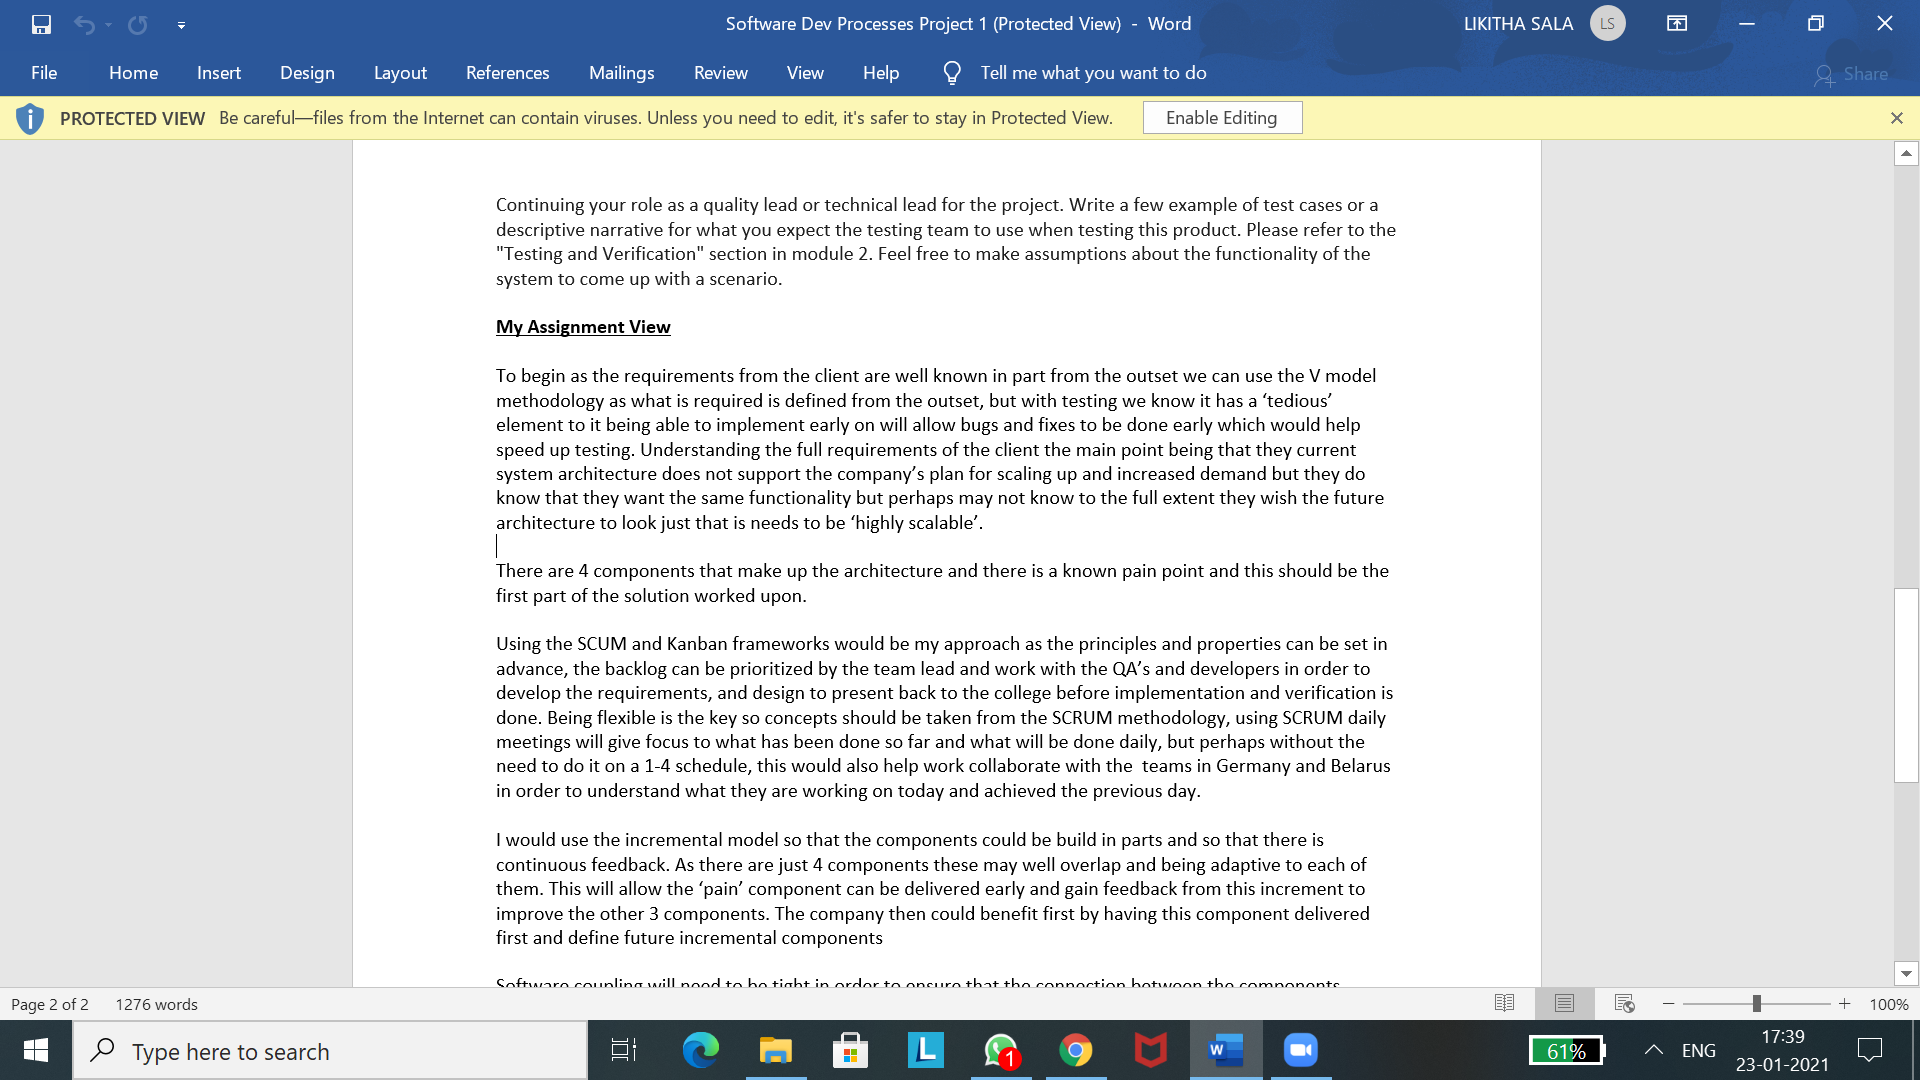 Software Dev Processes Project 1 (Protected View) - Word
LIKITHA SALA
LS
File Home Insert Design Layout References Mailings Review View Help Tell me what you want to do
Share
PROTECTED VIEW Be careful—files from the Internet can contain viruses. Unless you need to edit, it's safer to stay in Protected View.
Enable Editing
Continuing your role as a quality lead or technical lead for the project. Write a few example of test cases or a
descriptive narrative for what you expect the testing team to use when testing this product. Please refer to the
"Testing and Verification" section in module 2. Feel free to make assumptions about the functionality of the
system to come up with a scenario.
My Assignment View
To begin as the requirements from the client are well known in part from the outset we can use the V model
methodology as what is required is defined from the outset, but with testing we know it has a ‘tedious’
element to it being able to implement early on will allow bugs and fixes to be done early which would help
speed up testing. Understanding the full requirements of the client the main point being that they current
system architecture does not support the company’s plan for scaling up and increased demand but they do
know that they want the same functionality but perhaps may not know to the full extent they wish the future
architecture to look just that is needs to be ‘highly scalable’.
There are 4 components that make up the architecture and there is a known pain point and this should be the
first part of the solution worked upon.
Using the SCUM and Kanban frameworks would be my approach as the principles and properties can be set in
advance, the backlog can be prioritized by the team lead and work with the QA’s and developers in order to
develop the requirements, and design to present back to the college before implementation and verification is
done. Being flexible is the key so concepts should be taken from the SCRUM methodology, using SCRUM daily
meetings will give focus to what has been done so far and what will be done daily, but perhaps without the
need to do it on a 1-4 schedule, this would also help work collaborate with the  teams in Germany and Belarus
in order to understand what they are working on today and achieved the previous day.
I would use the incremental model so that the components could be build in parts and so that there is
continuous feedback. As there are just 4 components these may well overlap and being adaptive to each of
them. This will allow the ‘pain’ component can be delivered early and gain feedback from this increment to
improve the other 3 components. The company then could benefit first by having this component delivered
first and define future incremental components
Software coupling will need to be tight in order to ensure that the connection between the components
Page 2 of 2 1276 words
100%
Type here to search
L
1
W
61%
ENG
17:39
23-01-2021